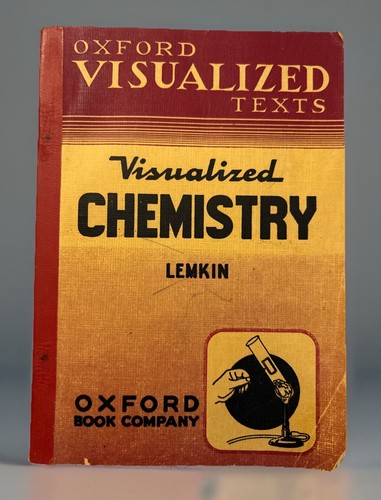 OXFORD
VISUALIZED
TEXTS
Visualized
CHEMISTRY
LEMKIN
OXFORD
BOOK COMPANY